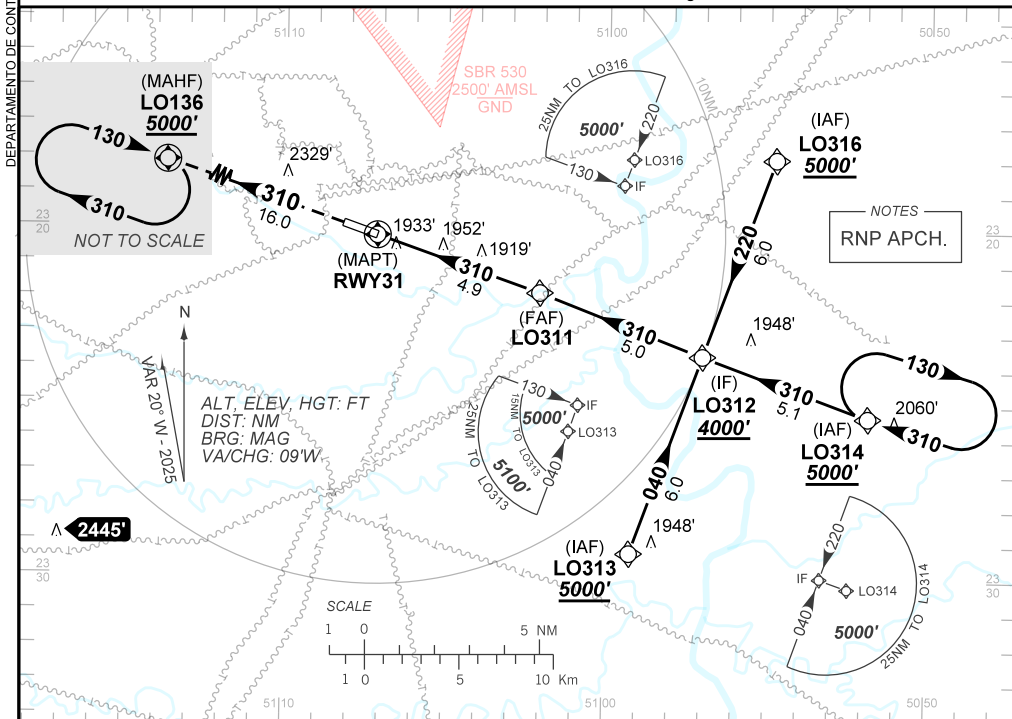 DEPARTAMENTO DE CONT
51 10
51 00
50 50
(MAHF)
LO136
5000'
130
310
NOT TO SCALE
SBR 530
2500' AMSL
GND
25NM TO LO316
220
5000'
LO316
130
IF
10NM
(IAF)
LO316
5000'
NOTES
RNP APCH.
2329'
310
16.0
23
20
1933'
1952'
1919'
(MAPT)
RWY31
310
4.9
220
6.0
23
20
(FAF)
LO311
310
5.0
1948'
(IF)
LO312
4000'
310
5.1
130
310
2060'
(IAF)
LO314
5000'
N
VAR 20° W - 2025
ALT, ELEV, HGT: FT
DIST: NM
BRG: MAG
VA/CHG: 09'W
130
IF
5000'
LO313
15NM TO LO313
040
5100'
25NM TO LO313
040
6.0
2445'
1948'
(IAF)
LO313
5000'
23
30
220
IF
LO314
040
5000'
25NM TO LO314
23
30
SCALE
1 0 5 NM
1 0 5 10 Km
51 10
51 00
50 50